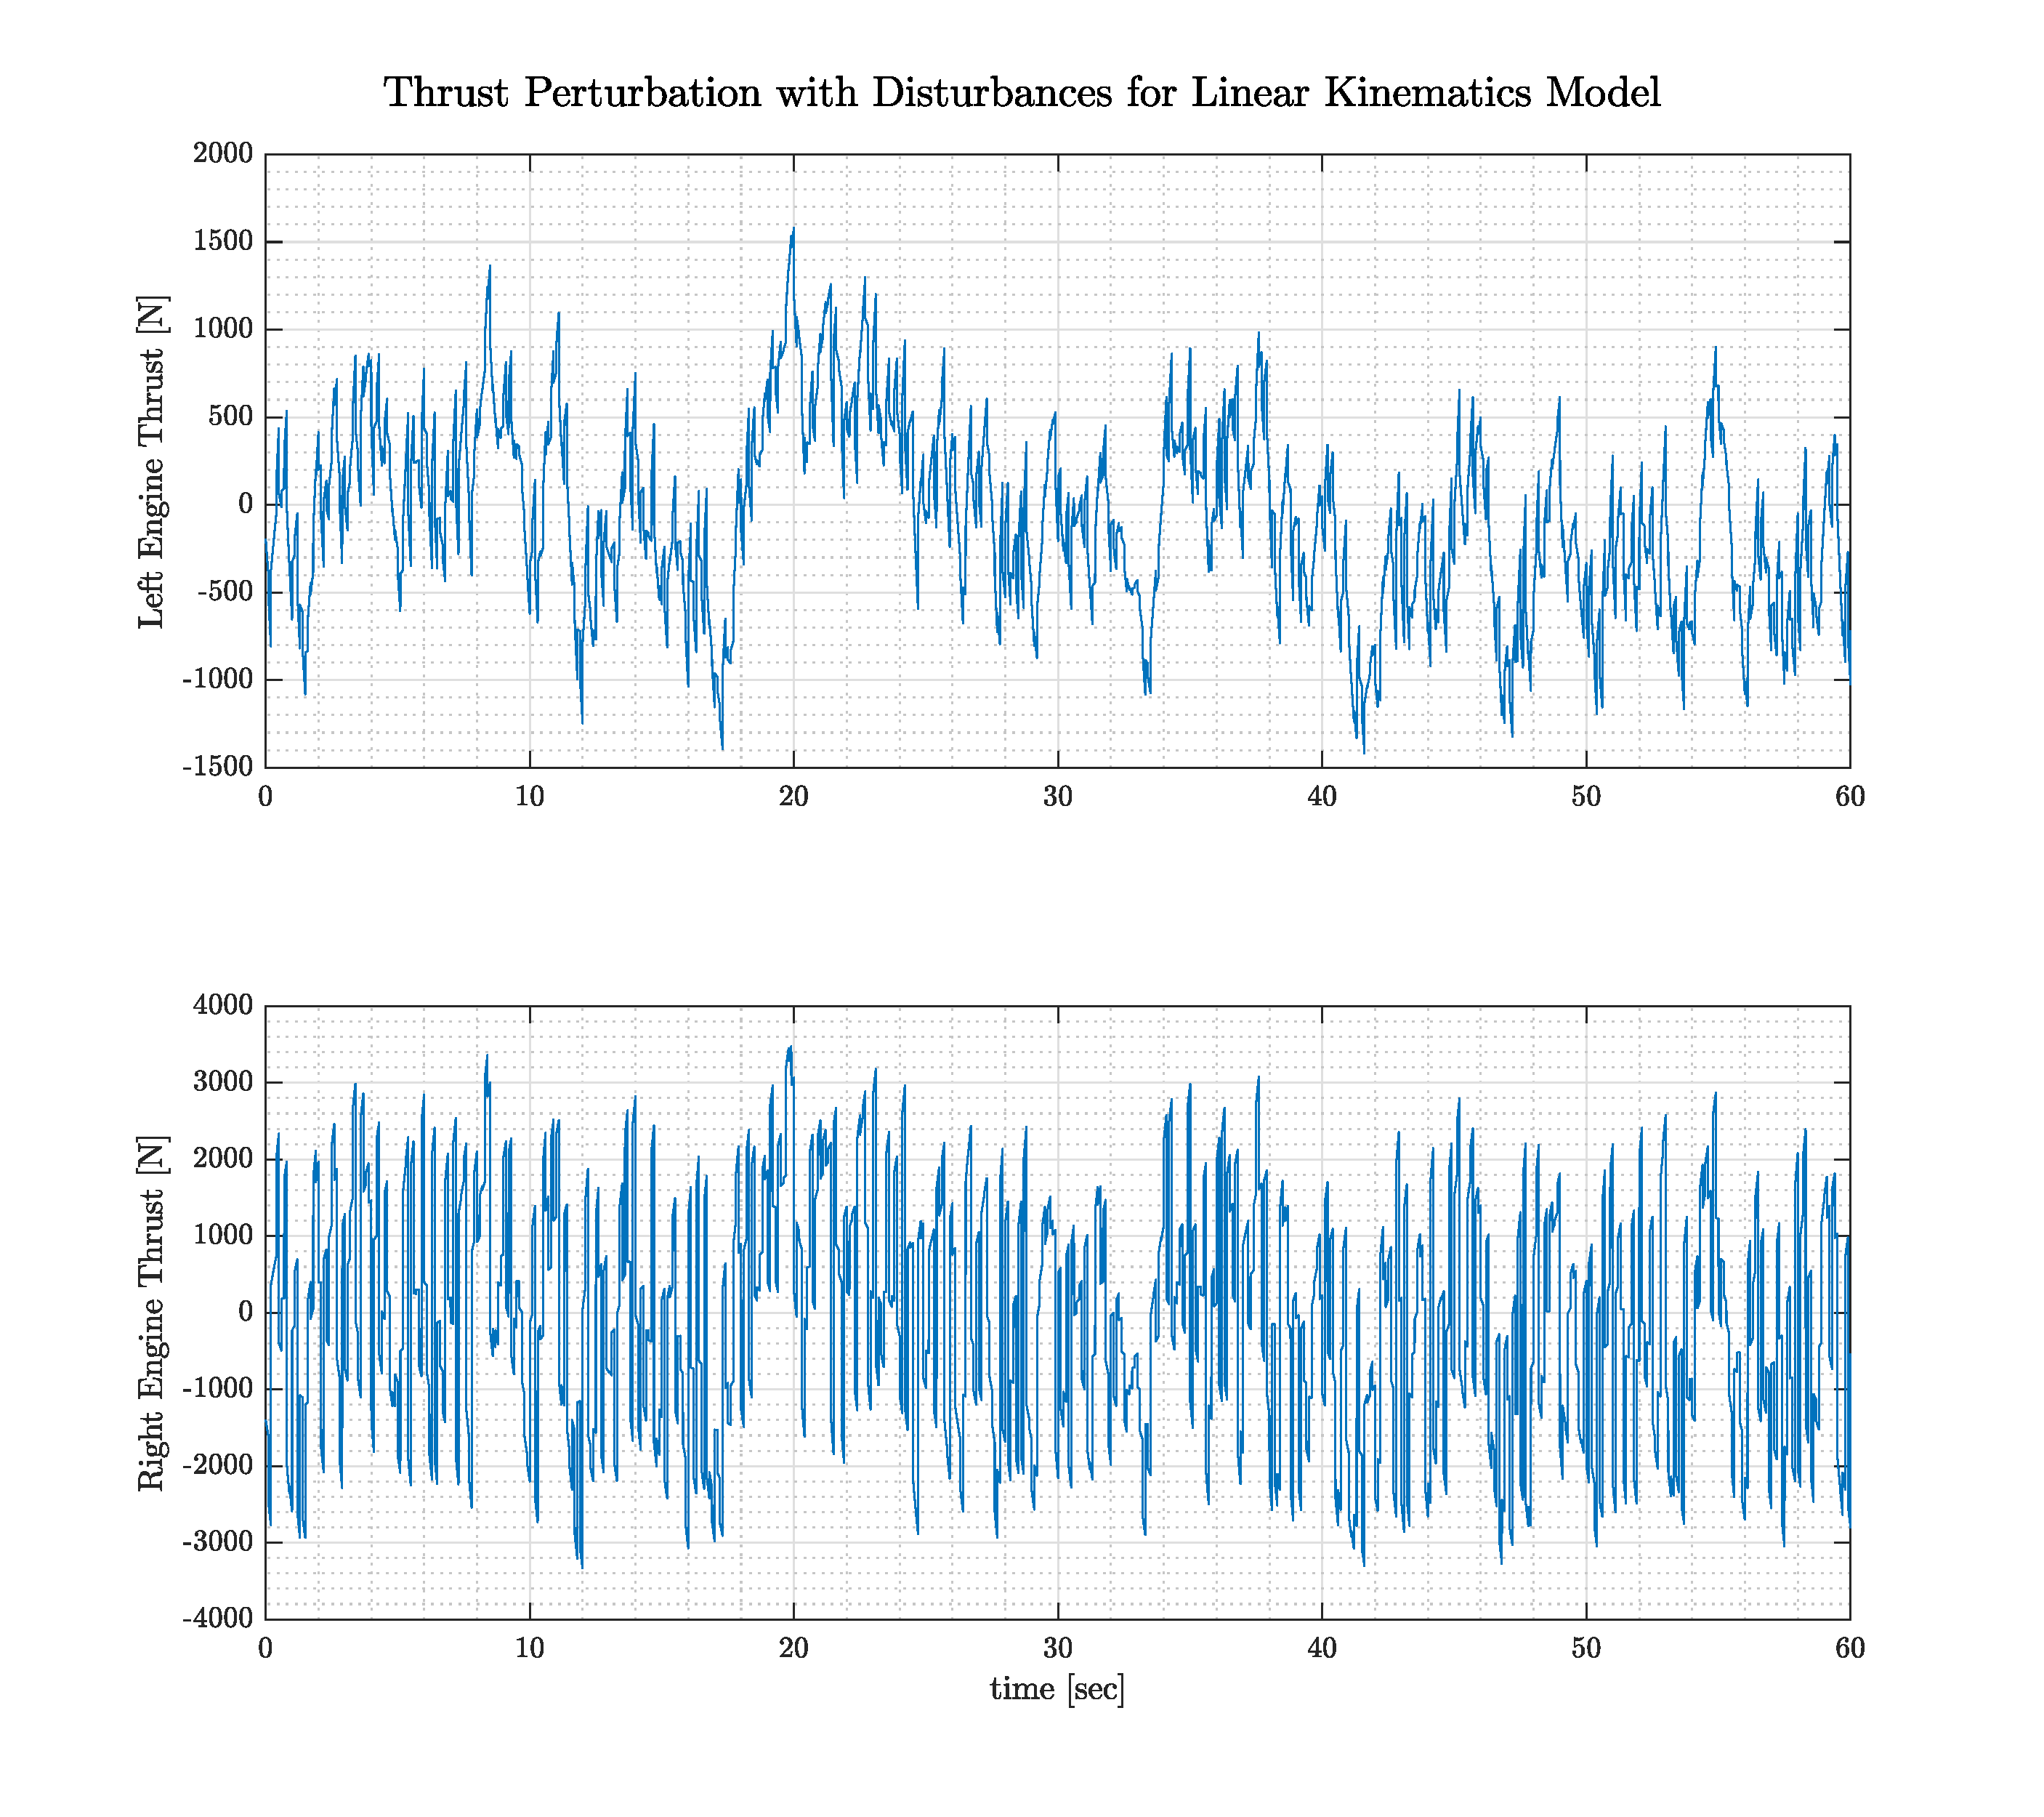 Thrust Perturbation with Disturbances for Linear Kinematics Model
2000
1500
1000
500
0
-500
-1000
-1500
Left Engine Thrust [N]
0 10 20 30 40 50 60
4000
3000
2000
1000
0
-1000
-2000
-3000
-4000
Right Engine Thrust [N]
0 10 20 30 40 50 60
time [sec]